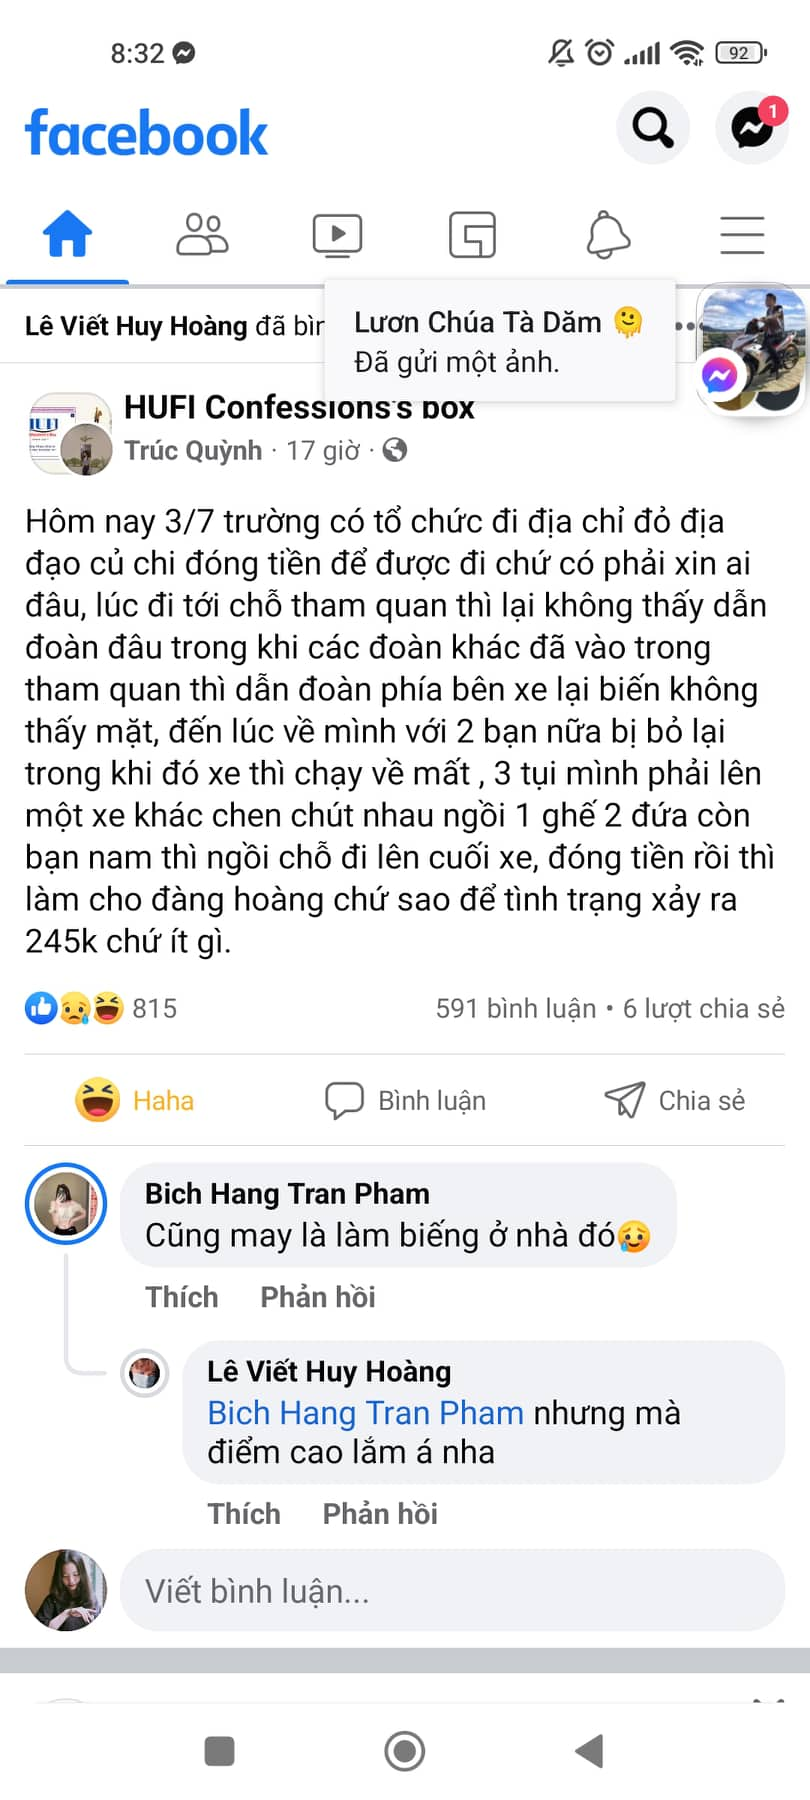 8:32
92
facebook
1
Lê Viết Huy Hoàng đã bìn
Lươn Chúa Tà Dăm 🫠
Đã gửi một ảnh.
HUFI Confessions's box
Trúc Quỳnh · 17 giờ ·
Hôm nay 3/7 trường có tổ chức đi địa chỉ đỏ địa
đạo củ chi đóng tiền để được đi chứ có phải xin ai
đâu, lúc đi tới chỗ tham quan thì lại không thấy dẫn
đoàn đâu trong khi các đoàn khác đã vào trong
tham quan thì dẫn đoàn phía bên xe lại biến không
thấy mặt, đến lúc về mình với 2 bạn nữa bị bỏ lại
trong khi đó xe thì chạy về mất , 3 tụi mình phải lên
một xe khác chen chút nhau ngồi 1 ghế 2 đứa còn
bạn nam thì ngồi chỗ đi lên cuối xe, đóng tiền rồi thì
làm cho đàng hoàng chứ sao để tình trạng xảy ra
245k chứ ít gì.
815
591 bình luận • 6 lượt chia sẻ
Haha
Bình luận
Chia sẻ
Bich Hang Tran Pham
Cũng may là làm biếng ở nhà đó🥲
Thích Phản hồi
Lê Viết Huy Hoàng
Bich Hang Tran Pham nhưng mà
điểm cao lắm á nha
Thích Phản hồi
Viết bình luận...